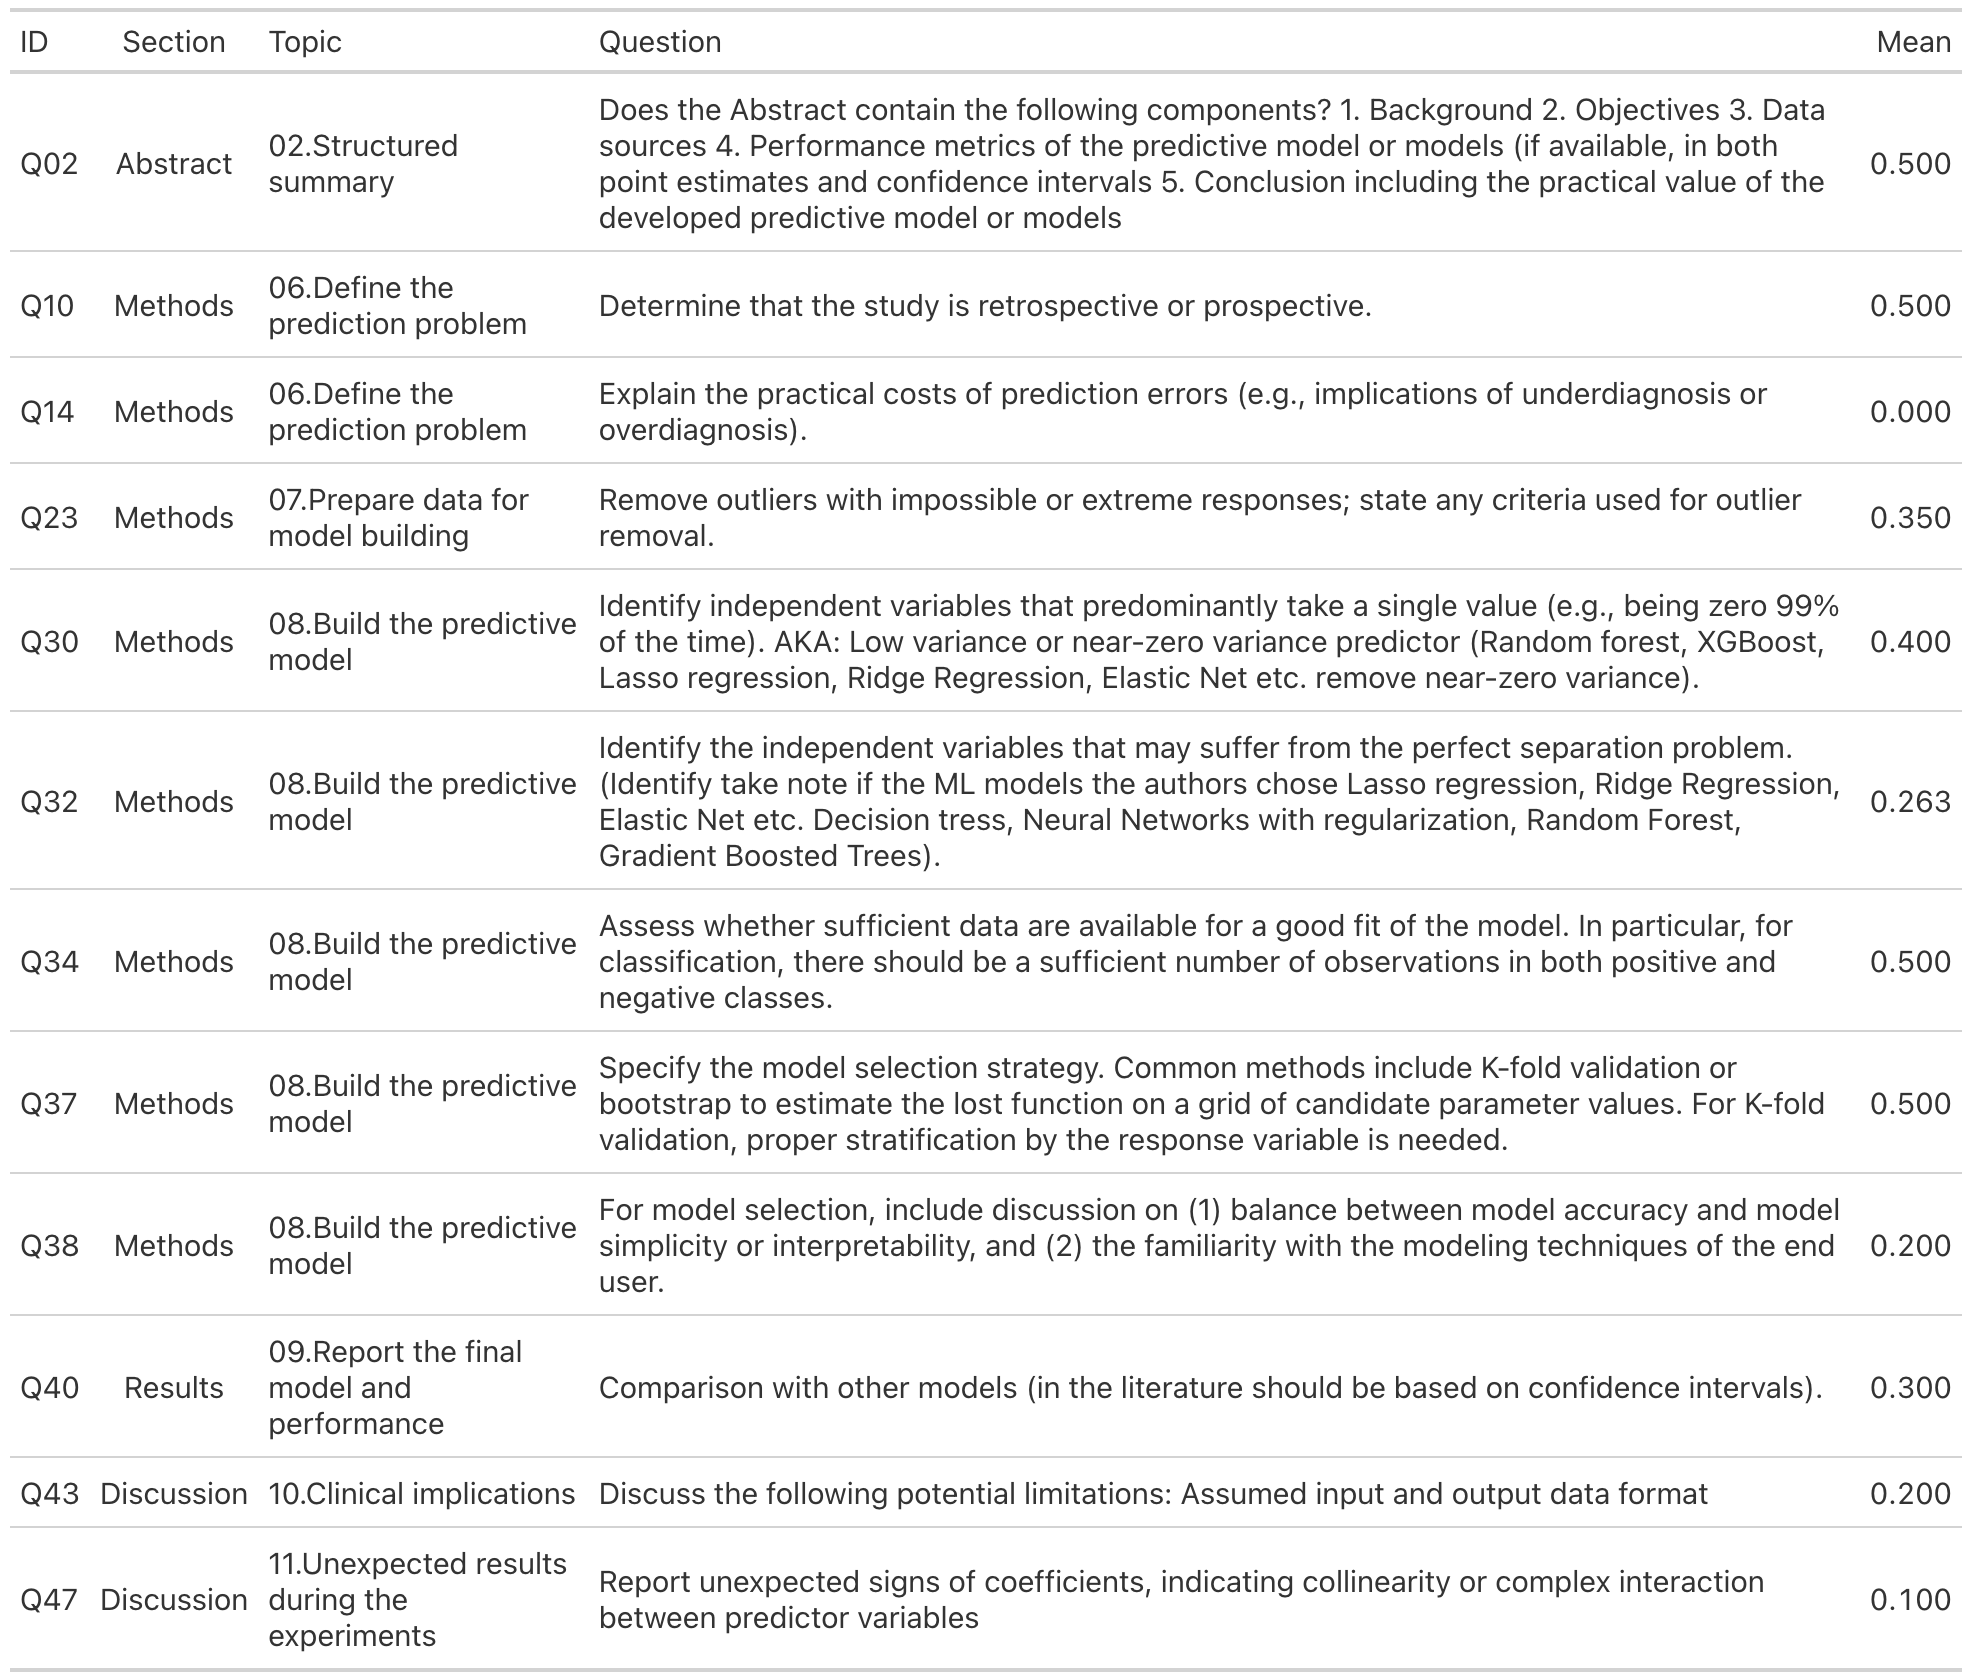 ID Section Topic Question Mean
Q02 Abstract 02.Structured summary Does the Abstract contain the following components? 1. Background 2. Objectives 3. Data
sources 4. Performance metrics of the predictive model or models (if available, in both
point estimates and confidence intervals 5. Conclusion including the practical value of the
developed predictive model or models 0.500
Q10 Methods 06.Define the
prediction problem Determine that the study is retrospective or prospective. 0.500
Q14 Methods 06.Define the
prediction problem Explain the practical costs of prediction errors (e.g., implications of underdiagnosis or
overdiagnosis). 0.000
Q23 Methods 07.Prepare data for
model building Remove outliers with impossible or extreme responses; state any criteria used for outlier
removal. 0.350
Q30 Methods 08.Build the predictive
model Identify independent variables that predominantly take a single value (e.g., being zero 99%
of the time). AKA: Low variance or near-zero variance predictor (Random forest, XGBoost,
Lasso regression, Ridge Regression, Elastic Net etc. remove near-zero variance). 0.400
Q32 Methods 08.Build the predictive
model Identify the independent variables that may suffer from the perfect separation problem.
(Identify take note if the ML models the authors chose Lasso regression, Ridge Regression,
Elastic Net etc. Decision tress, Neural Networks with regularization, Random Forest,
Gradient Boosted Trees). 0.263
Q34 Methods 08.Build the predictive
model Assess whether sufficient data are available for a good fit of the model. In particular, for
classification, there should be a sufficient number of observations in both positive and
negative classes. 0.500
Q37 Methods 08.Build the predictive
model Specify the model selection strategy. Common methods include K-fold validation or
bootstrap to estimate the lost function on a grid of candidate parameter values. For K-fold
validation, proper stratification by the response variable is needed. 0.500
Q38 Methods 08.Build the predictive
model For model selection, include discussion on (1) balance between model accuracy and model
simplicity or interpretability, and (2) the familiarity with the modeling techniques of the end
user. 0.200
Q40 Results 09.Report the final
model and
performance Comparison with other models (in the literature should be based on confidence intervals). 0.300
Q43 Discussion 10.Clinical implications Discuss the following potential limitations: Assumed input and output data format 0.200
Q47 Discussion 11.Unexpected results
during the
experiments Report unexpected signs of coefficients, indicating collinearity or complex interaction
between predictor variables 0.100